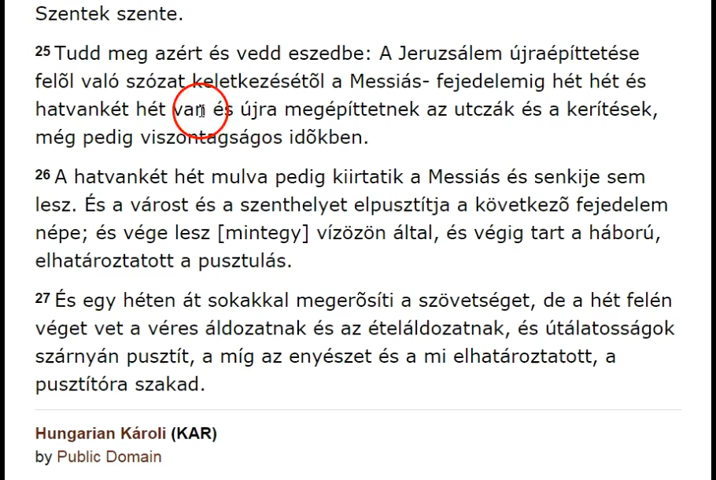 Szentek szente.
25 Tudd meg azért és vedd eszedbe: A Jeruzsálem újraépíttetése
felõl való szózat keletkezésétõl a Messiás- fejedelemig hét hét és
hatvankét hét van és újra megépíttetnek az utczák és a kerítések,
még pedig viszontagságos idõkben.
26 A hatvankét hét mulva pedig kiirtatik a Messiás és senkije sem
lesz. És a várost és a szenthelyet elpusztítja a következõ fejedelem
népe; és vége lesz [mintegy] vízözön által, és végig tart a háború,
elhatároztatott a pusztulás.
27 És egy héten át sokakkal megerõsíti a szövetséget, de a hét felén
véget vet a véres áldozatnak és az ételáldozatnak, és útálatosságok
szárnyán pusztít, a míg az enyészet és a mi elhatároztatott, a
pusztítóra szakad.
Hungarian Károli (KAR)
by Public Domain